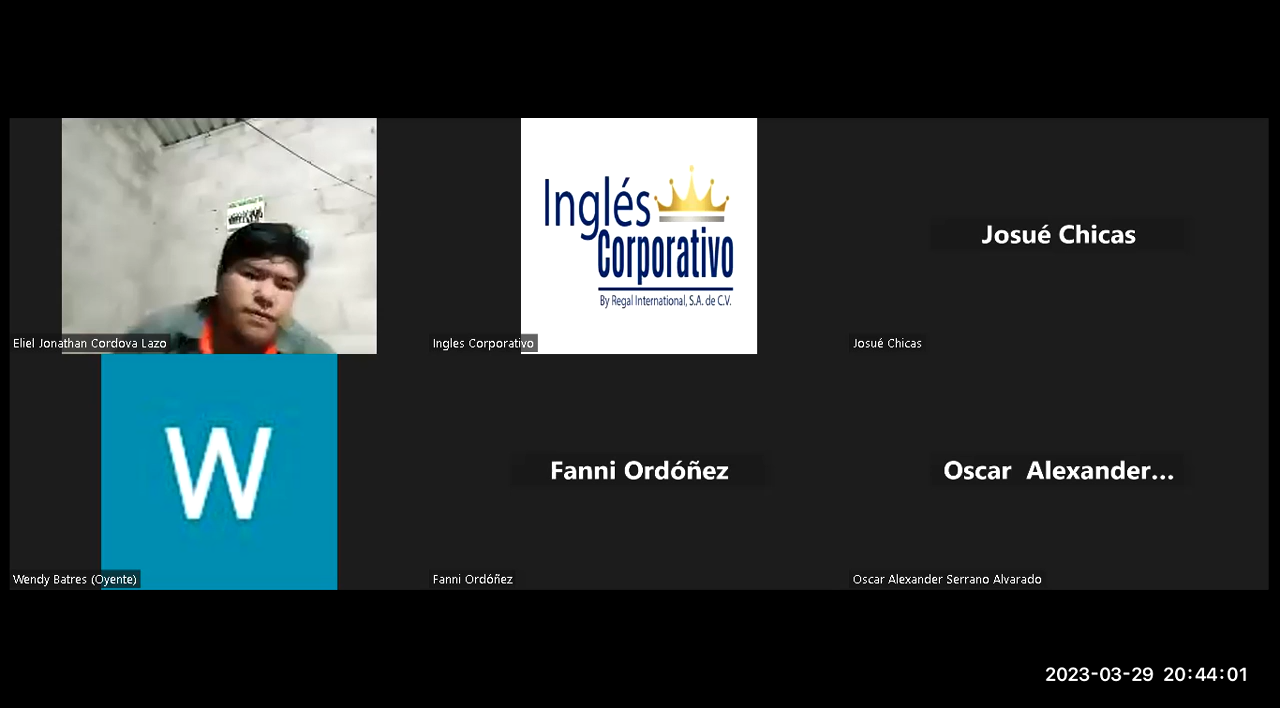 Inglés
Corporativo
By Regal International, S.A. de C.V.
Josué Chicas
Eliel Jonathan Cordova Lazo
Ingles Corporativo
Josué Chicas
W
Fanni Ordóñez
Oscar Alexander...
Wendy Batres (Oyente)
Fanni Ordóñez
Oscar Alexander Serrano Alvarado
2023-03-29 20:44:01